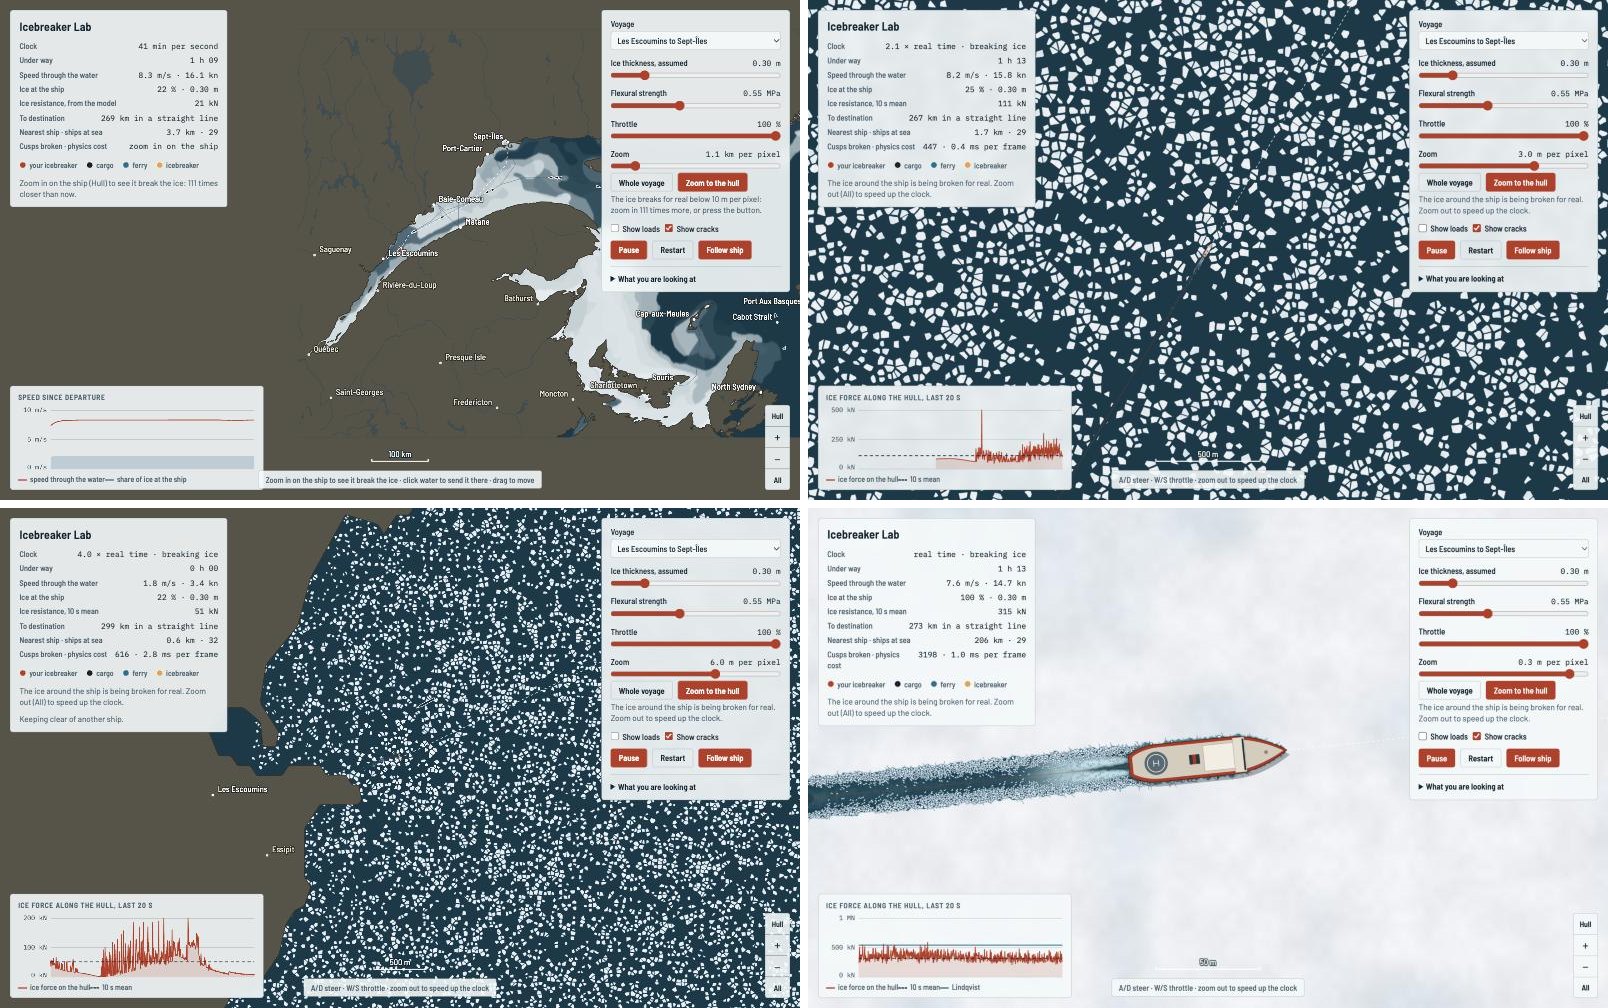 Icebreaker Lab
Clock 41 min per second
Under way 1 h 09
Speed through the water 8.3 m/s · 16.1 kn
Ice at the ship 22 % · 0.30 m
Ice resistance, from the model 21 kN
To destination 269 km in a straight line
Nearest ship · ships at sea 3.7 km · 29
Cusps broken · physics cost zoom in on the ship
your icebreaker cargo ferry icebreaker
Zoom in on the ship (Hull) to see it break the ice: 111 times
closer than now.
Voyage
Les Escoumins to Sept-Îles
Ice thickness, assumed 0.30 m
Flexural strength 0.55 MPa
Throttle 100 %
Zoom 1.1 km per pixel
Whole voyage Zoom to the hull
The ice breaks for real below 10 m per pixel:
zoom in 111 times more, or press the button.
Show loads Show cracks
Pause Restart Follow ship
▶ What you are looking at
Sept-Îles
Port-Cartier
Baie-Comeau
Matane
Saguenay
Les Escoumins
Rivière-du-Loup
Bathurst
Port Aux Basques
Cap-aux-Meules
Cabot Strait
Québec
Presque Isle
Souris
Charlottetown
North Sydney
Saint-Georges
Moncton
Fredericton
SPEED SINCE DEPARTURE
10 m/s
5 m/s
0 m/s
speed through the water share of ice at the ship
100 km
Zoom in on the ship to see it break the ice · click water to send it there · drag to move
Hull
+
−
All
Icebreaker Lab
Clock 2.1 × real time · breaking ice
Under way 1 h 13
Speed through the water 8.2 m/s · 15.8 kn
Ice at the ship 25 % · 0.30 m
Ice resistance, 10 s mean 111 kN
To destination 267 km in a straight line
Nearest ship · ships at sea 1.7 km · 29
Cusps broken · physics cost 447 · 0.4 ms per frame
your icebreaker cargo ferry icebreaker
The ice around the ship is being broken for real. Zoom
out (All) to speed up the clock.
Voyage
Les Escoumins to Sept-Îles
Ice thickness, assumed 0.30 m
Flexural strength 0.55 MPa
Throttle 100 %
Zoom 3.0 m per pixel
Whole voyage Zoom to the hull
The ice around the ship is being broken for real.
Zoom out to speed up the clock.
Show loads Show cracks
Pause Restart Follow ship
▶ What you are looking at
ICE FORCE ALONG THE HULL, LAST 20 S
500 kN
250 kN
0 kN
ice force on the hull 10 s mean
500 m
A/D steer · W/S throttle · zoom out to speed up the clock
Hull
+
−
All
Icebreaker Lab
Clock 4.0 × real time · breaking ice
Under way 0 h 00
Speed through the water 1.8 m/s · 3.4 kn
Ice at the ship 22 % · 0.30 m
Ice resistance, 10 s mean 51 kN
To destination 299 km in a straight line
Nearest ship · ships at sea 0.6 km · 32
Cusps broken · physics cost 616 · 2.8 ms per frame
your icebreaker cargo ferry icebreaker
The ice around the ship is being broken for real. Zoom
out (All) to speed up the clock.
Keeping clear of another ship.
Voyage
Les Escoumins to Sept-Îles
Ice thickness, assumed 0.30 m
Flexural strength 0.55 MPa
Throttle 100 %
Zoom 6.0 m per pixel
Whole voyage Zoom to the hull
The ice around the ship is being broken for real.
Zoom out to speed up the clock.
Show loads Show cracks
Pause Restart Follow ship
▶ What you are looking at
Les Escoumins
Essipit
ICE FORCE ALONG THE HULL, LAST 20 S
200 kN
100 kN
0 kN
ice force on the hull 10 s mean
500 m
A/D steer · W/S throttle · zoom out to speed up the clock
Hull
+
−
All
Icebreaker Lab
Clock real time · breaking ice
Under way 1 h 13
Speed through the water 7.6 m/s · 14.7 kn
Ice at the ship 100 % · 0.30 m
Ice resistance, 10 s mean 315 kN
To destination 273 km in a straight line
Nearest ship · ships at sea 206 km · 29
Cusps broken · physics 3198 · 1.0 ms per frame
cost
your icebreaker cargo ferry icebreaker
The ice around the ship is being broken for real. Zoom
out (All) to speed up the clock.
Voyage
Les Escoumins to Sept-Îles
Ice thickness, assumed 0.30 m
Flexural strength 0.55 MPa
Throttle 100 %
Zoom 0.3 m per pixel
Whole voyage Zoom to the hull
The ice around the ship is being broken for real.
Zoom out to speed up the clock.
Show loads Show cracks
Pause Restart Follow ship
▶ What you are looking at
H
ICE FORCE ALONG THE HULL, LAST 20 S
1 MN
500 kN
0 kN
ice force on the hull 10 s mean Lindqvist
50 m
A/D steer · W/S throttle · zoom out to speed up the clock
Hull
+
−
All